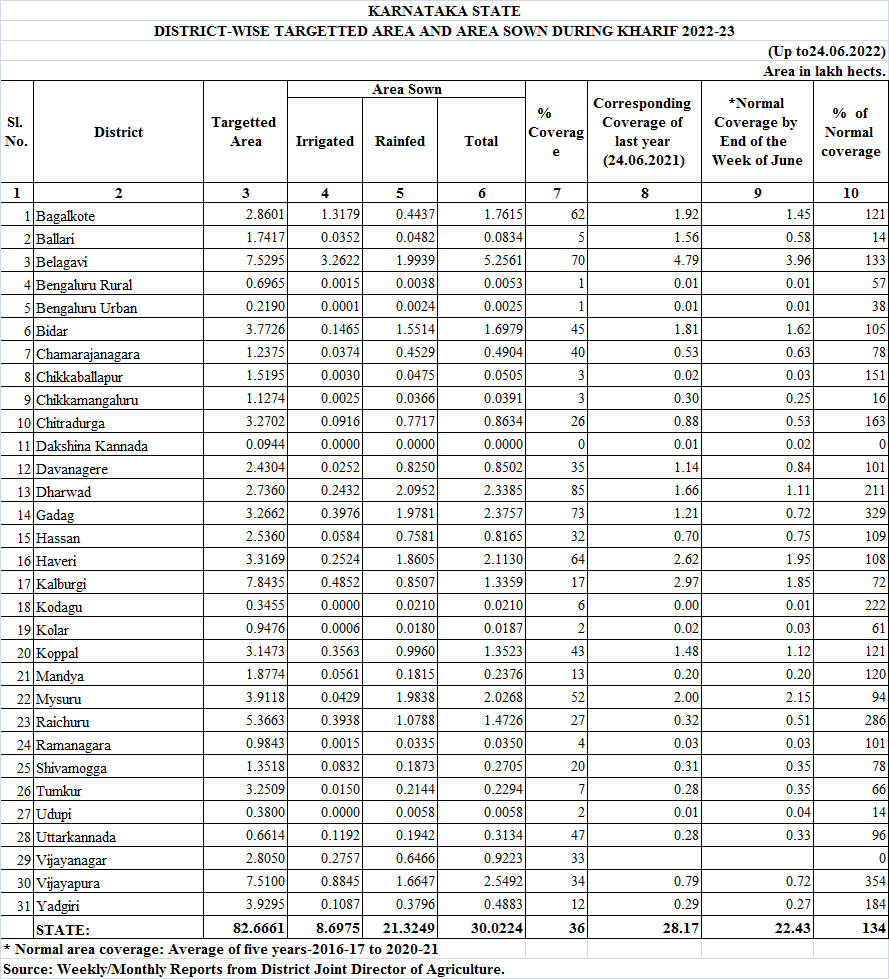 KARNATAKA STATE
DISTRICT-WISE TARGETTED AREA AND AREA SOWN DURING KHARIF 2022-23
(Up to24.06.2022)
Area in lakh hects.
Sl. No. District Targetted Area Area Sown Irrigated Rainfed Total % Coverag e Corresponding Coverage of last year (24.06.2021) *Normal Coverage by End of the Week of June % of Normal coverage
1 2 3 4 5 6 7 8 9 10
1 Bagalkote 2.8601 1.3179 0.4437 1.7615 62 1.92 1.45 121
2 Ballari 1.7417 0.0352 0.0482 0.0834 5 1.56 0.58 14
3 Belagavi 7.5295 3.2622 1.9939 5.2561 70 4.79 3.96 133
4 Bengaluru Rural 0.6965 0.0015 0.0038 0.0053 1 0.01 0.01 57
5 Bengaluru Urban 0.2190 0.0001 0.0024 0.0025 1 0.01 0.01 38
6 Bidar 3.7726 0.1465 1.5514 1.6979 45 1.81 1.62 105
7 Chamarajanagara 1.2375 0.0374 0.4529 0.4904 40 0.53 0.63 78
8 Chikkaballapur 1.5195 0.0030 0.0475 0.0505 3 0.02 0.03 151
9 Chikkamangaluru 1.1274 0.0025 0.0366 0.0391 3 0.30 0.25 16
10 Chitradurga 3.2702 0.0916 0.7717 0.8634 26 0.88 0.53 163
11 Dakshina Kannada 0.0944 0.0000 0.0000 0.0000 0 0.01 0.02 0
12 Davanagere 2.4304 0.0252 0.8250 0.8502 35 1.14 0.84 101
13 Dharwad 2.7360 0.2432 2.0952 2.3385 85 1.66 1.11 211
14 Gadag 3.2662 0.3976 1.9781 2.3757 73 1.21 0.72 329
15 Hassan 2.5360 0.0584 0.7581 0.8165 32 0.70 0.75 109
16 Haveri 3.3169 0.2524 1.8605 2.1130 64 2.62 1.95 108
17 Kalburgi 7.8435 0.4852 0.8507 1.3359 17 2.97 1.85 72
18 Kodagu 0.3455 0.0000 0.0210 0.0210 6 0.00 0.01 222
19 Kolar 0.9476 0.0006 0.0180 0.0187 2 0.02 0.03 61
20 Koppal 3.1473 0.3563 0.9960 1.3523 43 1.48 1.12 121
21 Mandya 1.8774 0.0561 0.1815 0.2376 13 0.20 0.20 120
22 Mysuru 3.9118 0.0429 1.9838 2.0268 52 2.00 2.15 94
23 Raichuru 5.3663 0.3938 1.0788 1.4726 27 0.32 0.51 286
24 Ramanagara 0.9843 0.0015 0.0335 0.0350 4 0.03 0.03 101
25 Shivamogga 1.3518 0.0832 0.1873 0.2705 20 0.31 0.35 78
26 Tumkur 3.2509 0.0150 0.2144 0.2294 7 0.28 0.35 66
27 Udupi 0.3800 0.0000 0.0058 0.0058 2 0.01 0.04 14
28 Uttarkannada 0.6614 0.1192 0.1942 0.3134 47 0.28 0.33 96
29 Vijayanagar 2.8050 0.2757 0.6466 0.9223 33 0
30 Vijayapura 7.5100 0.8845 1.6647 2.5492 34 0.79 0.72 354
31 Yadgiri 3.9295 0.1087 0.3796 0.4883 12 0.29 0.27 184
STATE: 82.6661 8.6975 21.3249 30.0224 36 28.17 22.43 134
* Normal area coverage: Average of five years-2016-17 to 2020-21
Source: Weekly/Monthly Reports from District Joint Director of Agriculture.